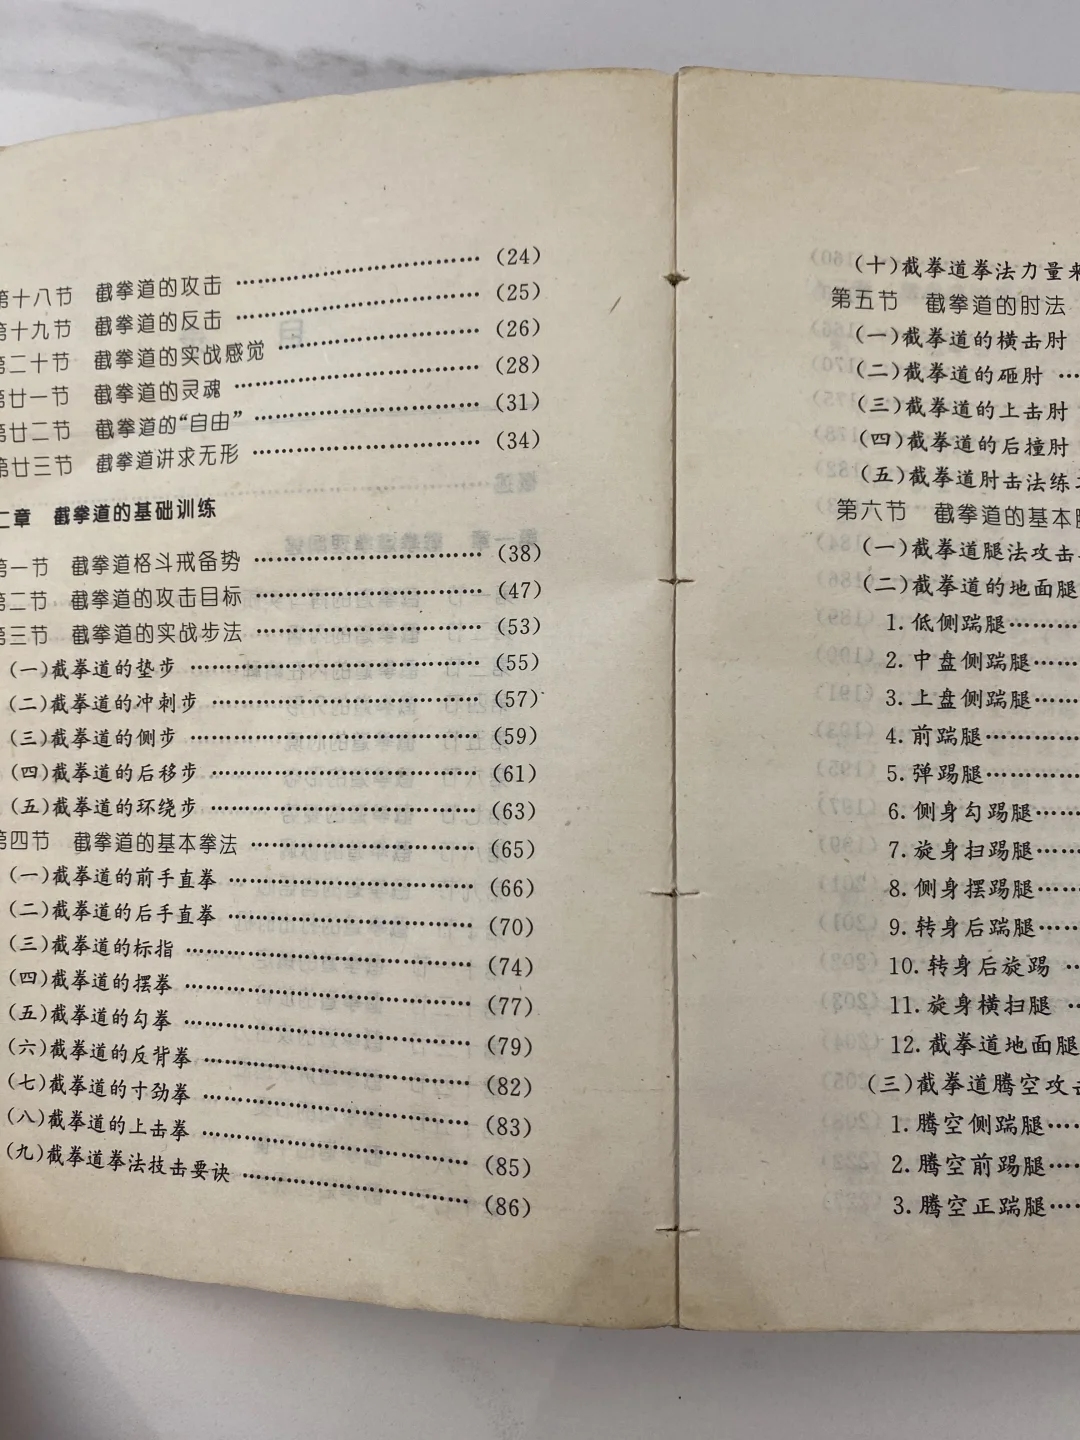 第十八节 截拳道的攻击 …………………… (24)
第十九节 截拳道的反击 …………………… (25)
第二十节 截拳道的实战感觉 ………………… (26)
第廿一节 截拳道的灵魂 …………………… (28)
第廿二节 截拳道的“自由” …………………… (31)
第廿三节 截拳道讲求无形 …………………… (34)
二章 截拳道的基础训练
第一节 截拳道格斗戒备势 …………………… (38)
第二节 截拳道的攻击目标 …………………… (47)
第三节 截拳道的实战步法 …………………… (53)
(一)截拳道的垫步 ………………………… (55)
(二)截拳道的冲刺步 ……………………… (57)
(三)截拳道的侧步 ………………………… (59)
(四)截拳道的后移步 ……………………… (61)
(五)截拳道的环绕步 ……………………… (63)
第四节 截拳道的基本拳法 …………………… (65)
(一)截拳道的前手直拳 …………………… (66)
(二)截拳道的后手直拳 …………………… (70)
(三)截拳道的标指 ………………………… (74)
(四)截拳道的摆拳 ………………………… (77)
(五)截拳道的勾拳 ………………………… (79)
(六)截拳道的反背拳 ……………………… (82)
(七)截拳道的寸劲拳 ……………………… (83)
(八)截拳道的上击拳 ……………………… (85)
(九)截拳道拳法技击要诀 ………………… (86)
(十)截拳道拳法力量来
第五节 截拳道的肘法
(一)截拳道的横击肘
(二)截拳道的砸肘 …
(三)截拳道的上击肘
(四)截拳道的后撞肘
(五)截拳道肘击法练
第六节 截拳道的基本
(一)截拳道腿法攻击
(二)截拳道的地面腿
1.低侧踹腿………
2.中盘侧踹腿……
3.上盘侧踹腿……
4.前踹腿…………
5.弹踢腿…………
6.侧身勾踢腿……
7.旋身扫踢腿……
8.侧身摆踢腿……
9.转身后踹腿……
10.转身后旋踢 …
11.旋身横扫腿 …
12.截拳道地面腿
(三)截拳道腾空攻击
1.腾空侧踹腿……
2.腾空前踢腿……
3.腾空正踹腿……